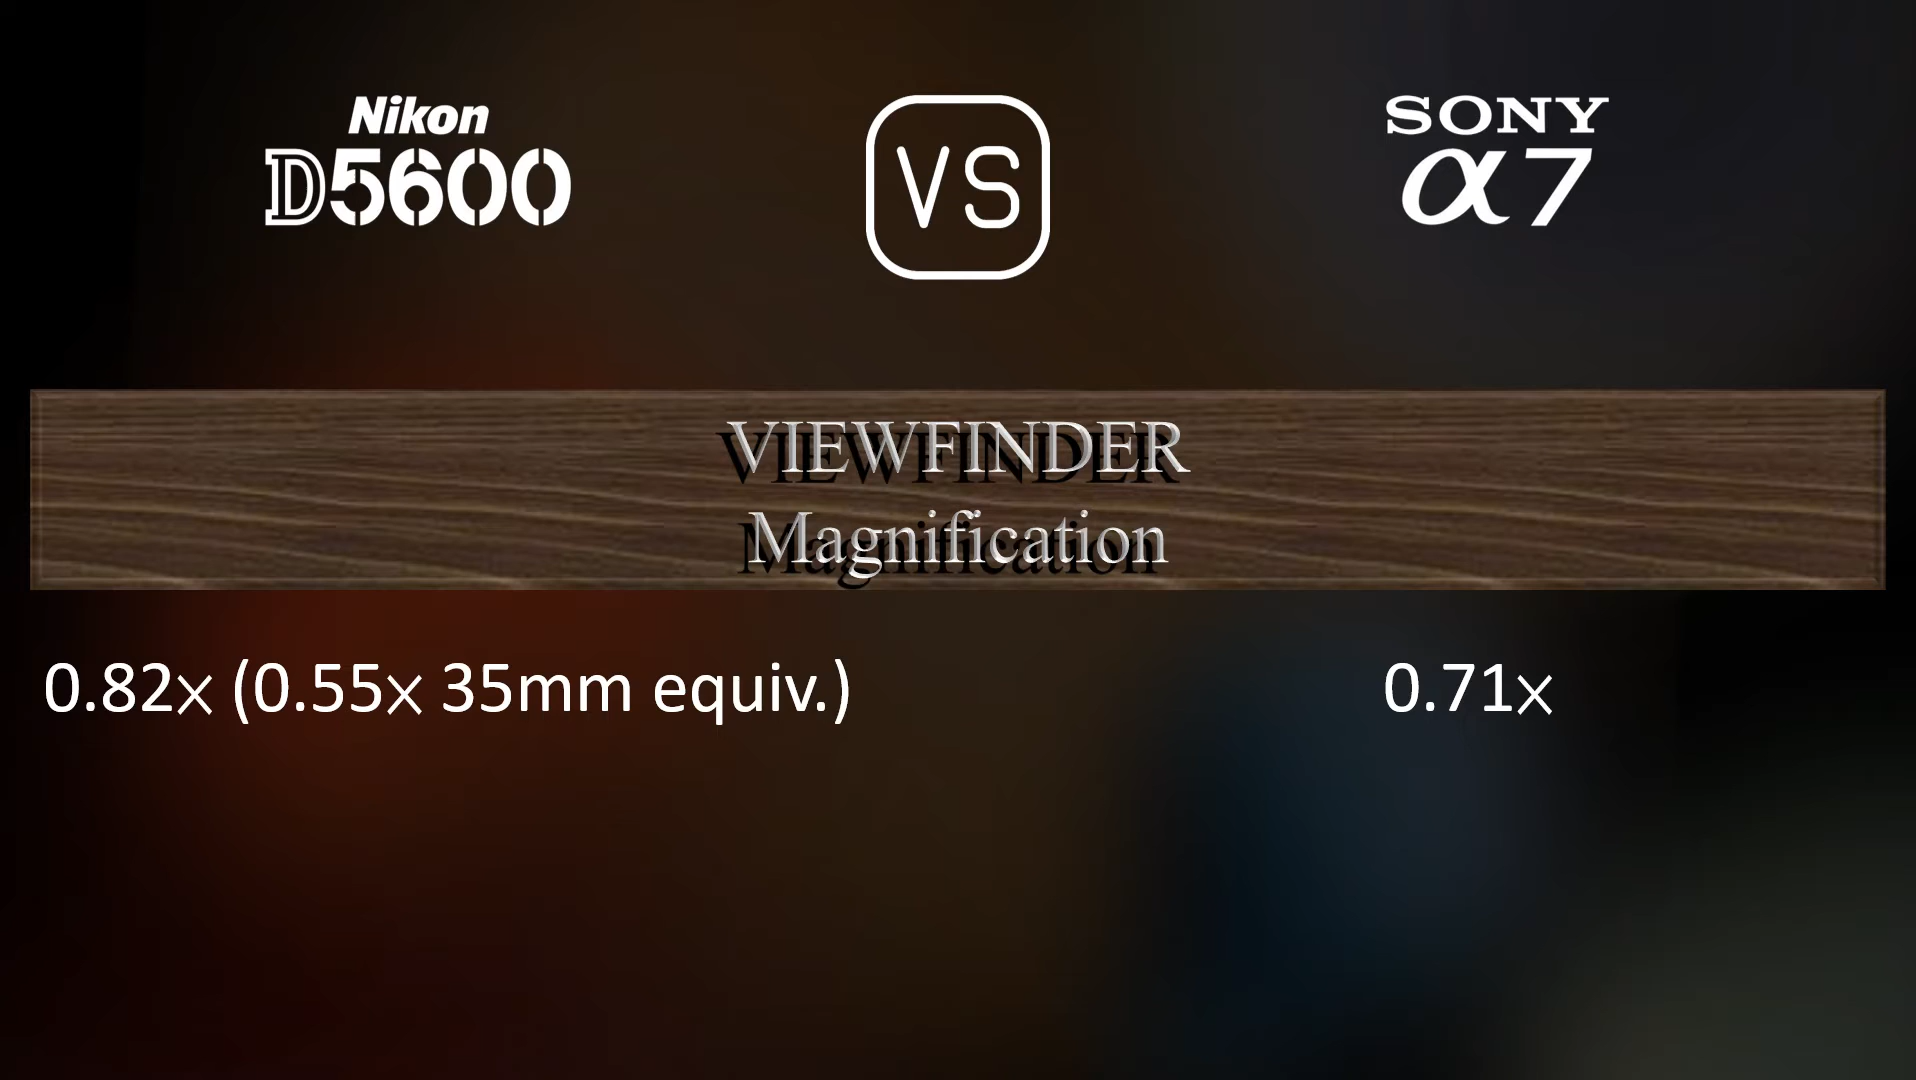 Nikon
D5600
VS
SONY
α7
VIEWFINDER
Magnification
0.82x (0.55x 35mm equiv.)
0.71x